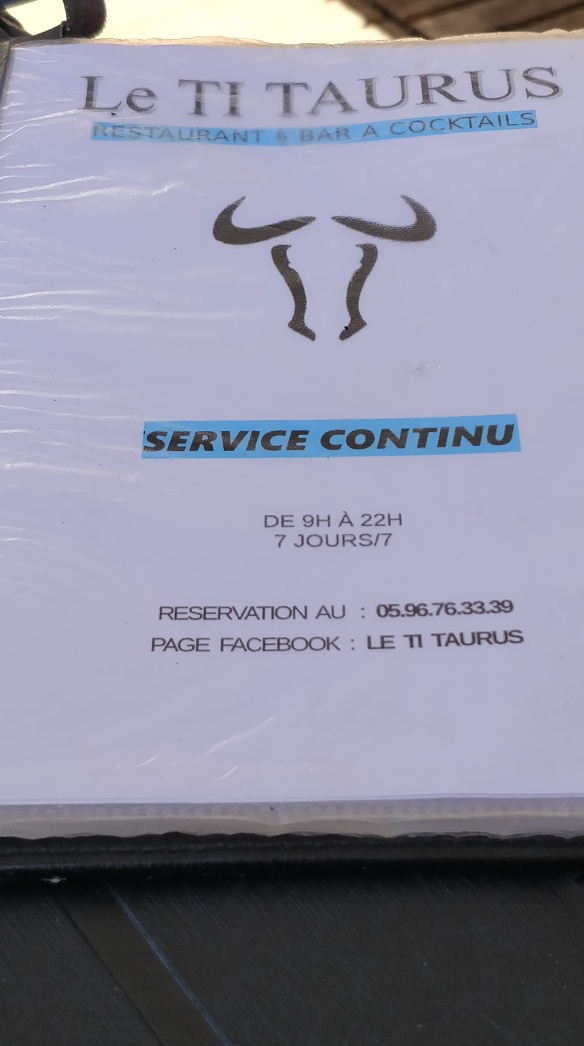 Le TI TAURUS
RESTAURANT & BAR A COCKTAILS
SERVICE CONTINU
DE 9H À 22H
7 JOURS/7
RESERVATION AU : 05.96.76.33.39
PAGE FACEBOOK : LE TI TAURUS